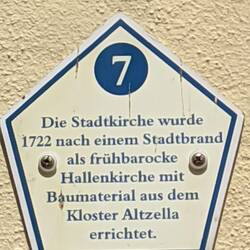 7
Die Stadtkirche wurde
1722 nach einem Stadtbrand
als frühbarocke
Hallenkirche mit
Baumaterial aus dem
Kloster Altzella
errichtet.